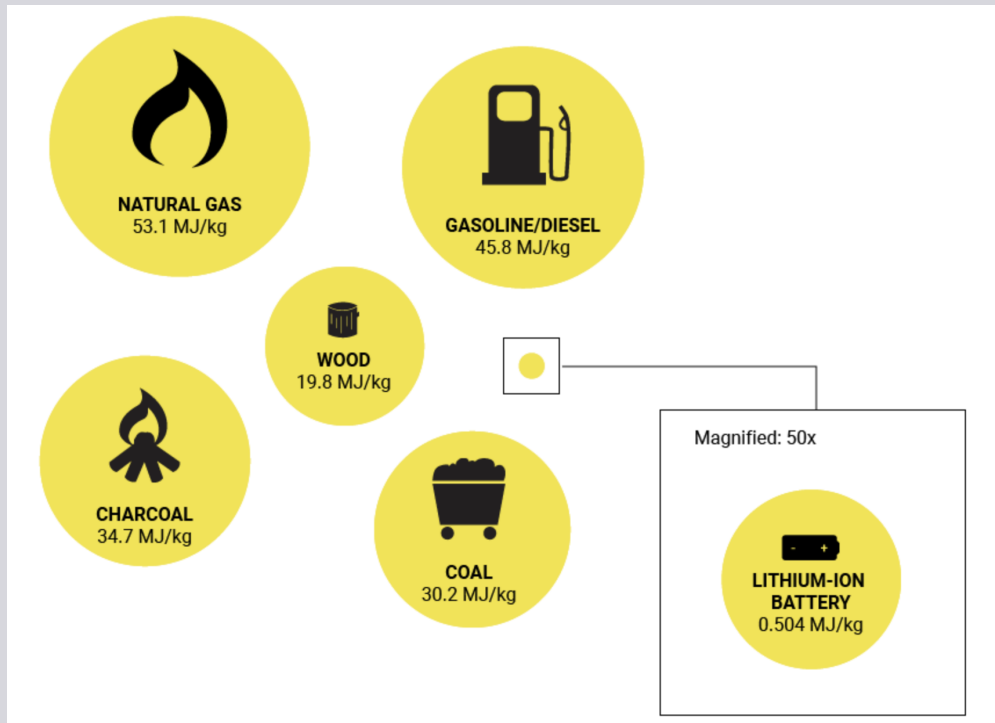 NATURAL GAS
53.1 MJ/kg
GASOLINE/DIESEL
45.8 MJ/kg
WOOD
19.8 MJ/kg
CHARCOAL
34.7 MJ/kg
COAL
30.2 MJ/kg
Magnified: 50x
- +
LITHIUM-ION
BATTERY
0.504 MJ/kg